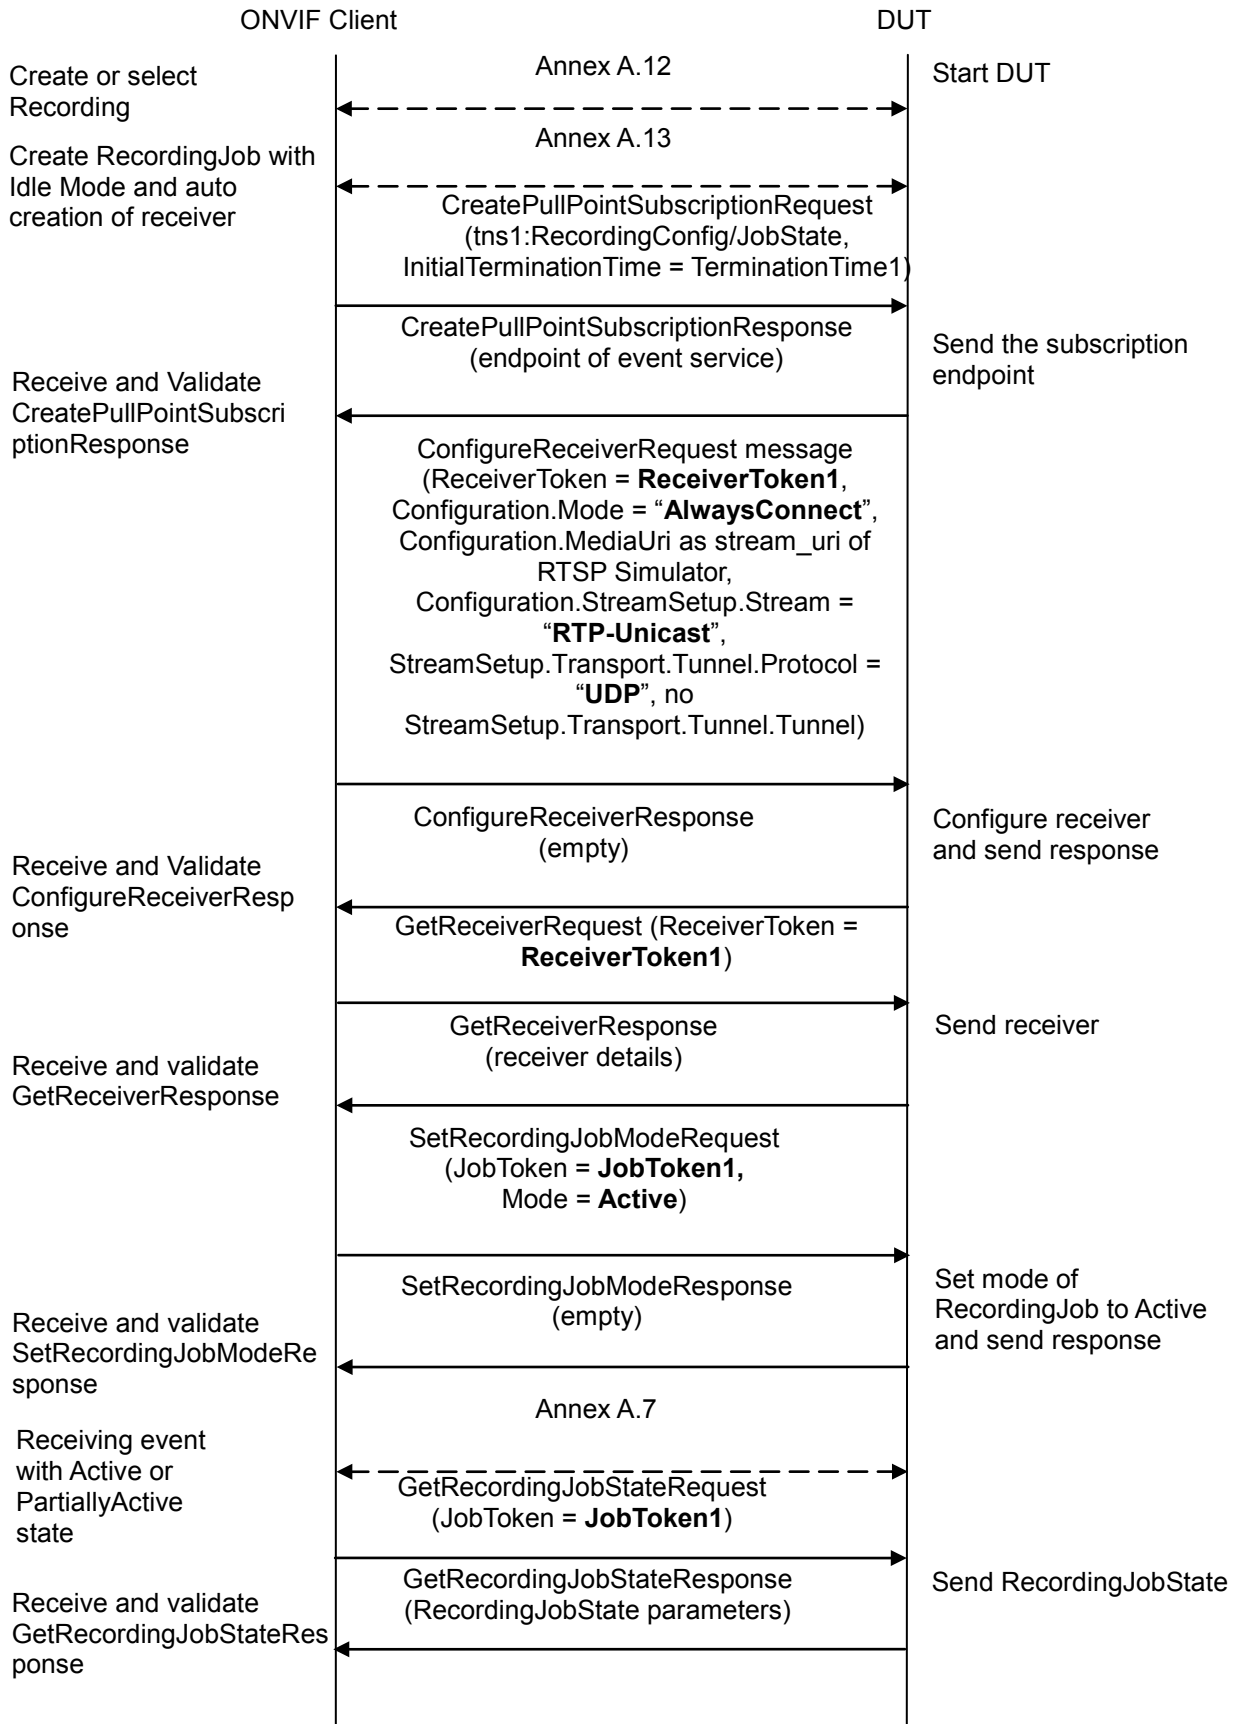 ONVIF Client
DUT
Annex A.12
Create or select
Recording
Start DUT
Annex A.13
Create RecordingJob with
Idle Mode and auto
creation of receiver
CreatePullPointSubscriptionRequest
(tns1:RecordingConfig/JobState,
InitialTerminationTime = TerminationTime1)
CreatePullPointSubscriptionResponse
(endpoint of event service)
Send the subscription
endpoint
Receive and Validate
CreatePullPointSubscri
ptionResponse
ConfigureReceiverRequest message
(ReceiverToken = ReceiverToken1,
Configuration.Mode = “AlwaysConnect”,
Configuration.MediaUri as stream_uri of
RTSP Simulator,
Configuration.StreamSetup.Stream =
“RTP-Unicast”,
StreamSetup.Transport.Tunnel.Protocol =
“UDP”, no
StreamSetup.Transport.Tunnel.Tunnel)
ConfigureReceiverResponse
(empty)
Configure receiver
and send response
Receive and Validate
ConfigureReceiverResp
onse
GetReceiverRequest (ReceiverToken =
ReceiverToken1)
GetReceiverResponse
(receiver details)
Send receiver
Receive and validate
GetReceiverResponse
SetRecordingJobModeRequest
(JobToken = JobToken1,
Mode = Active)
SetRecordingJobModeResponse
(empty)
Set mode of
RecordingJob to Active
and send response
Receive and validate
SetRecordingJobModeRe
sponse
Annex A.7
Receiving event
with Active or
PartiallyActive
state
GetRecordingJobStateRequest
(JobToken = JobToken1)
GetRecordingJobStateResponse
(RecordingJobState parameters)
Send RecordingJobState
Receive and validate
GetRecordingJobStateRes
ponse